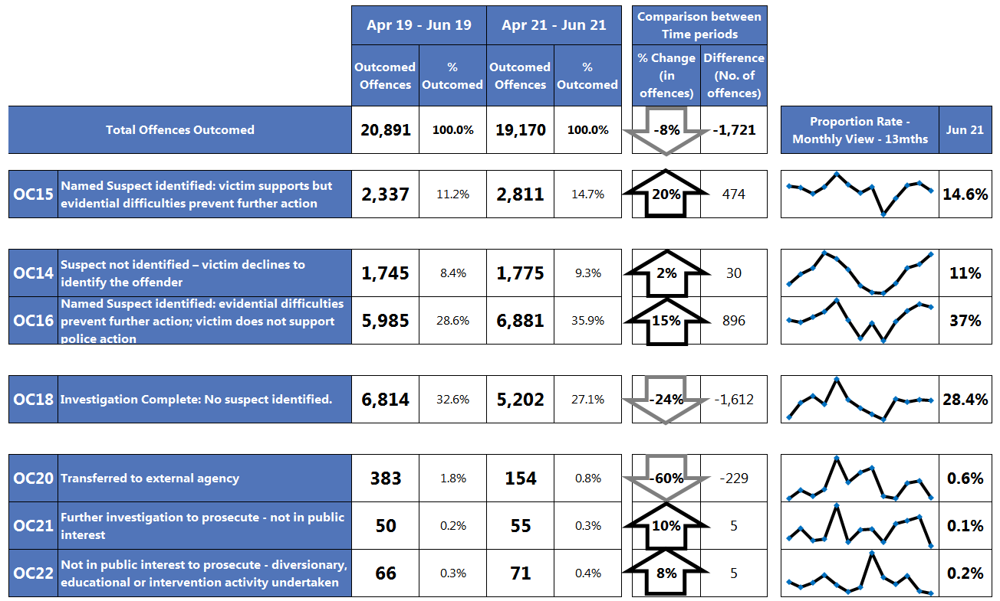 Apr 19 - Jun 19 Apr 21 - Jun 21 Comparison between
Time periods
Outcomed
Offences
%
Outcomed
Outcomed
Offences
%
Outcomed
% Change
(in
offences)
Difference
(No. of
offences)
Total Offences Outcomed 20,891 100.0% 19,170 100.0% -8% -1,721
Proportion Rate -
Monthly View - 13mths
Jun 21
OC15
Named Suspect identified: victim supports but
evidential difficulties prevent further action
2,337 11.2% 2,811 14.7% 20% 474 14.6%
OC14
Suspect not identified – victim declines to
identify the offender
1,745 8.4% 1,775 9.3% 2% 30 11%
OC16
Named Suspect identified: evidential difficulties
prevent further action; victim does not support
police action
5,985 28.6% 6,881 35.9% 15% 896 37%
OC18 Investigation Complete: No suspect identified. 6,814 32.6% 5,202 27.1% -24% -1,612 28.4%
OC20 Transferred to external agency 383 1.8% 154 0.8% -60% -229 0.6%
OC21
Further investigation to prosecute - not in public
interest
50 0.2% 55 0.3% 10% 5 0.1%
OC22
Not in public interest to prosecute - diversionary,
educational or intervention activity undertaken
66 0.3% 71 0.4% 8% 5 0.2%